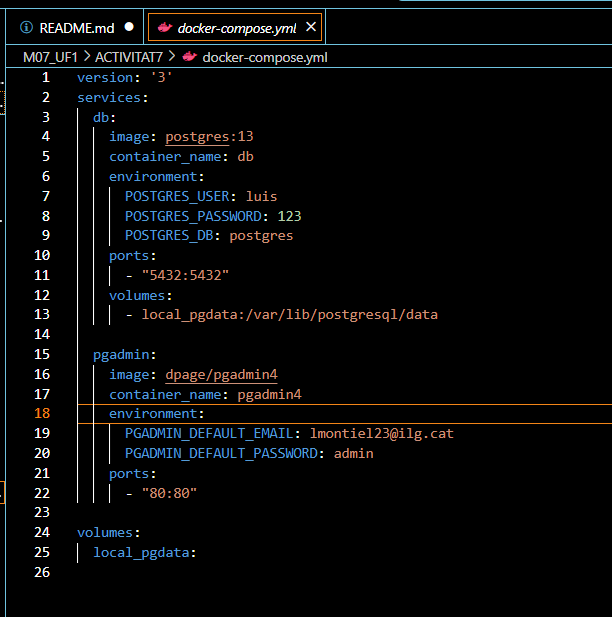 README.md
docker-compose.yml
M07_UF1 > ACTIVITAT7 > docker-compose.yml
1 version: '3'
2 services:
3   db:
4     image: postgres:13
5     container_name: db
6     environment:
7       POSTGRES_USER: luis
8       POSTGRES_PASSWORD: 123
9       POSTGRES_DB: postgres
10     ports:
11       - "5432:5432"
12     volumes:
13       - local_pgdata:/var/lib/postgresql/data
14
15   pgadmin:
16     image: dpage/pgadmin4
17     container_name: pgadmin4
18     environment:
19       PGADMIN_DEFAULT_EMAIL: lmontiel23@ilg.cat
20       PGADMIN_DEFAULT_PASSWORD: admin
21     ports:
22       - "80:80"
23
24 volumes:
25   local_pgdata:
26